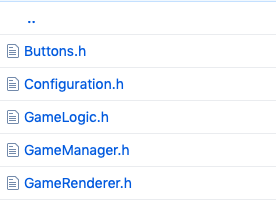 ..
Buttons.h
Configuration.h
GameLogic.h
GameManager.h
GameRenderer.h